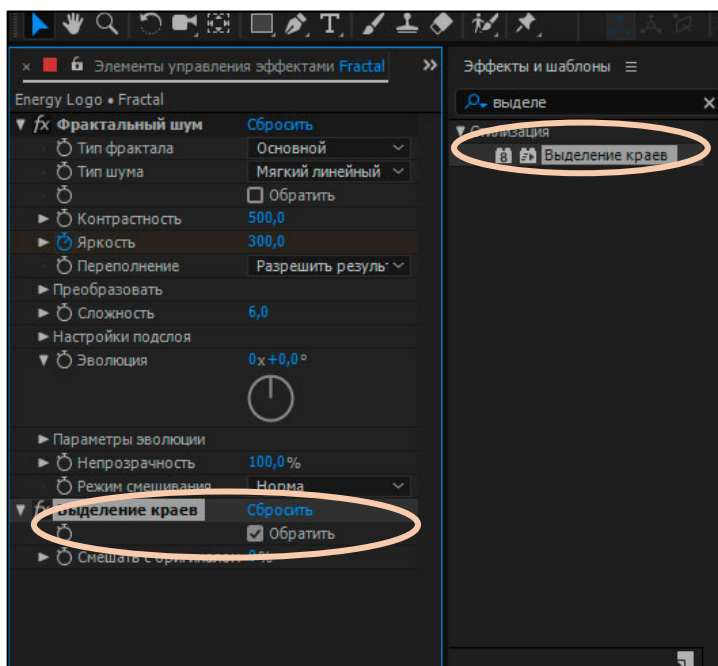 Элементы управления эффектами Fractal
Energy Logo • Fractal
fx Фрактальный шум Сбросить
Тип фрактала Основной
Тип шума Мягкий линейный
Обратить
Контрастность 500,0
Яркость 300,0
Переполнение Разрешить резуль
Преобразовать
Сложность 6,0
Настройки подслоя
Эволюция 0x+0,0°
Параметры эволюции
Непрозрачность 100,0%
Режим смешивания Норма
fx Выделение краев Сбросить
Обратить
Смешать с оригиналом 0%
Эффекты и шаблоны
выделе
Стилизация
8 Выделение краев